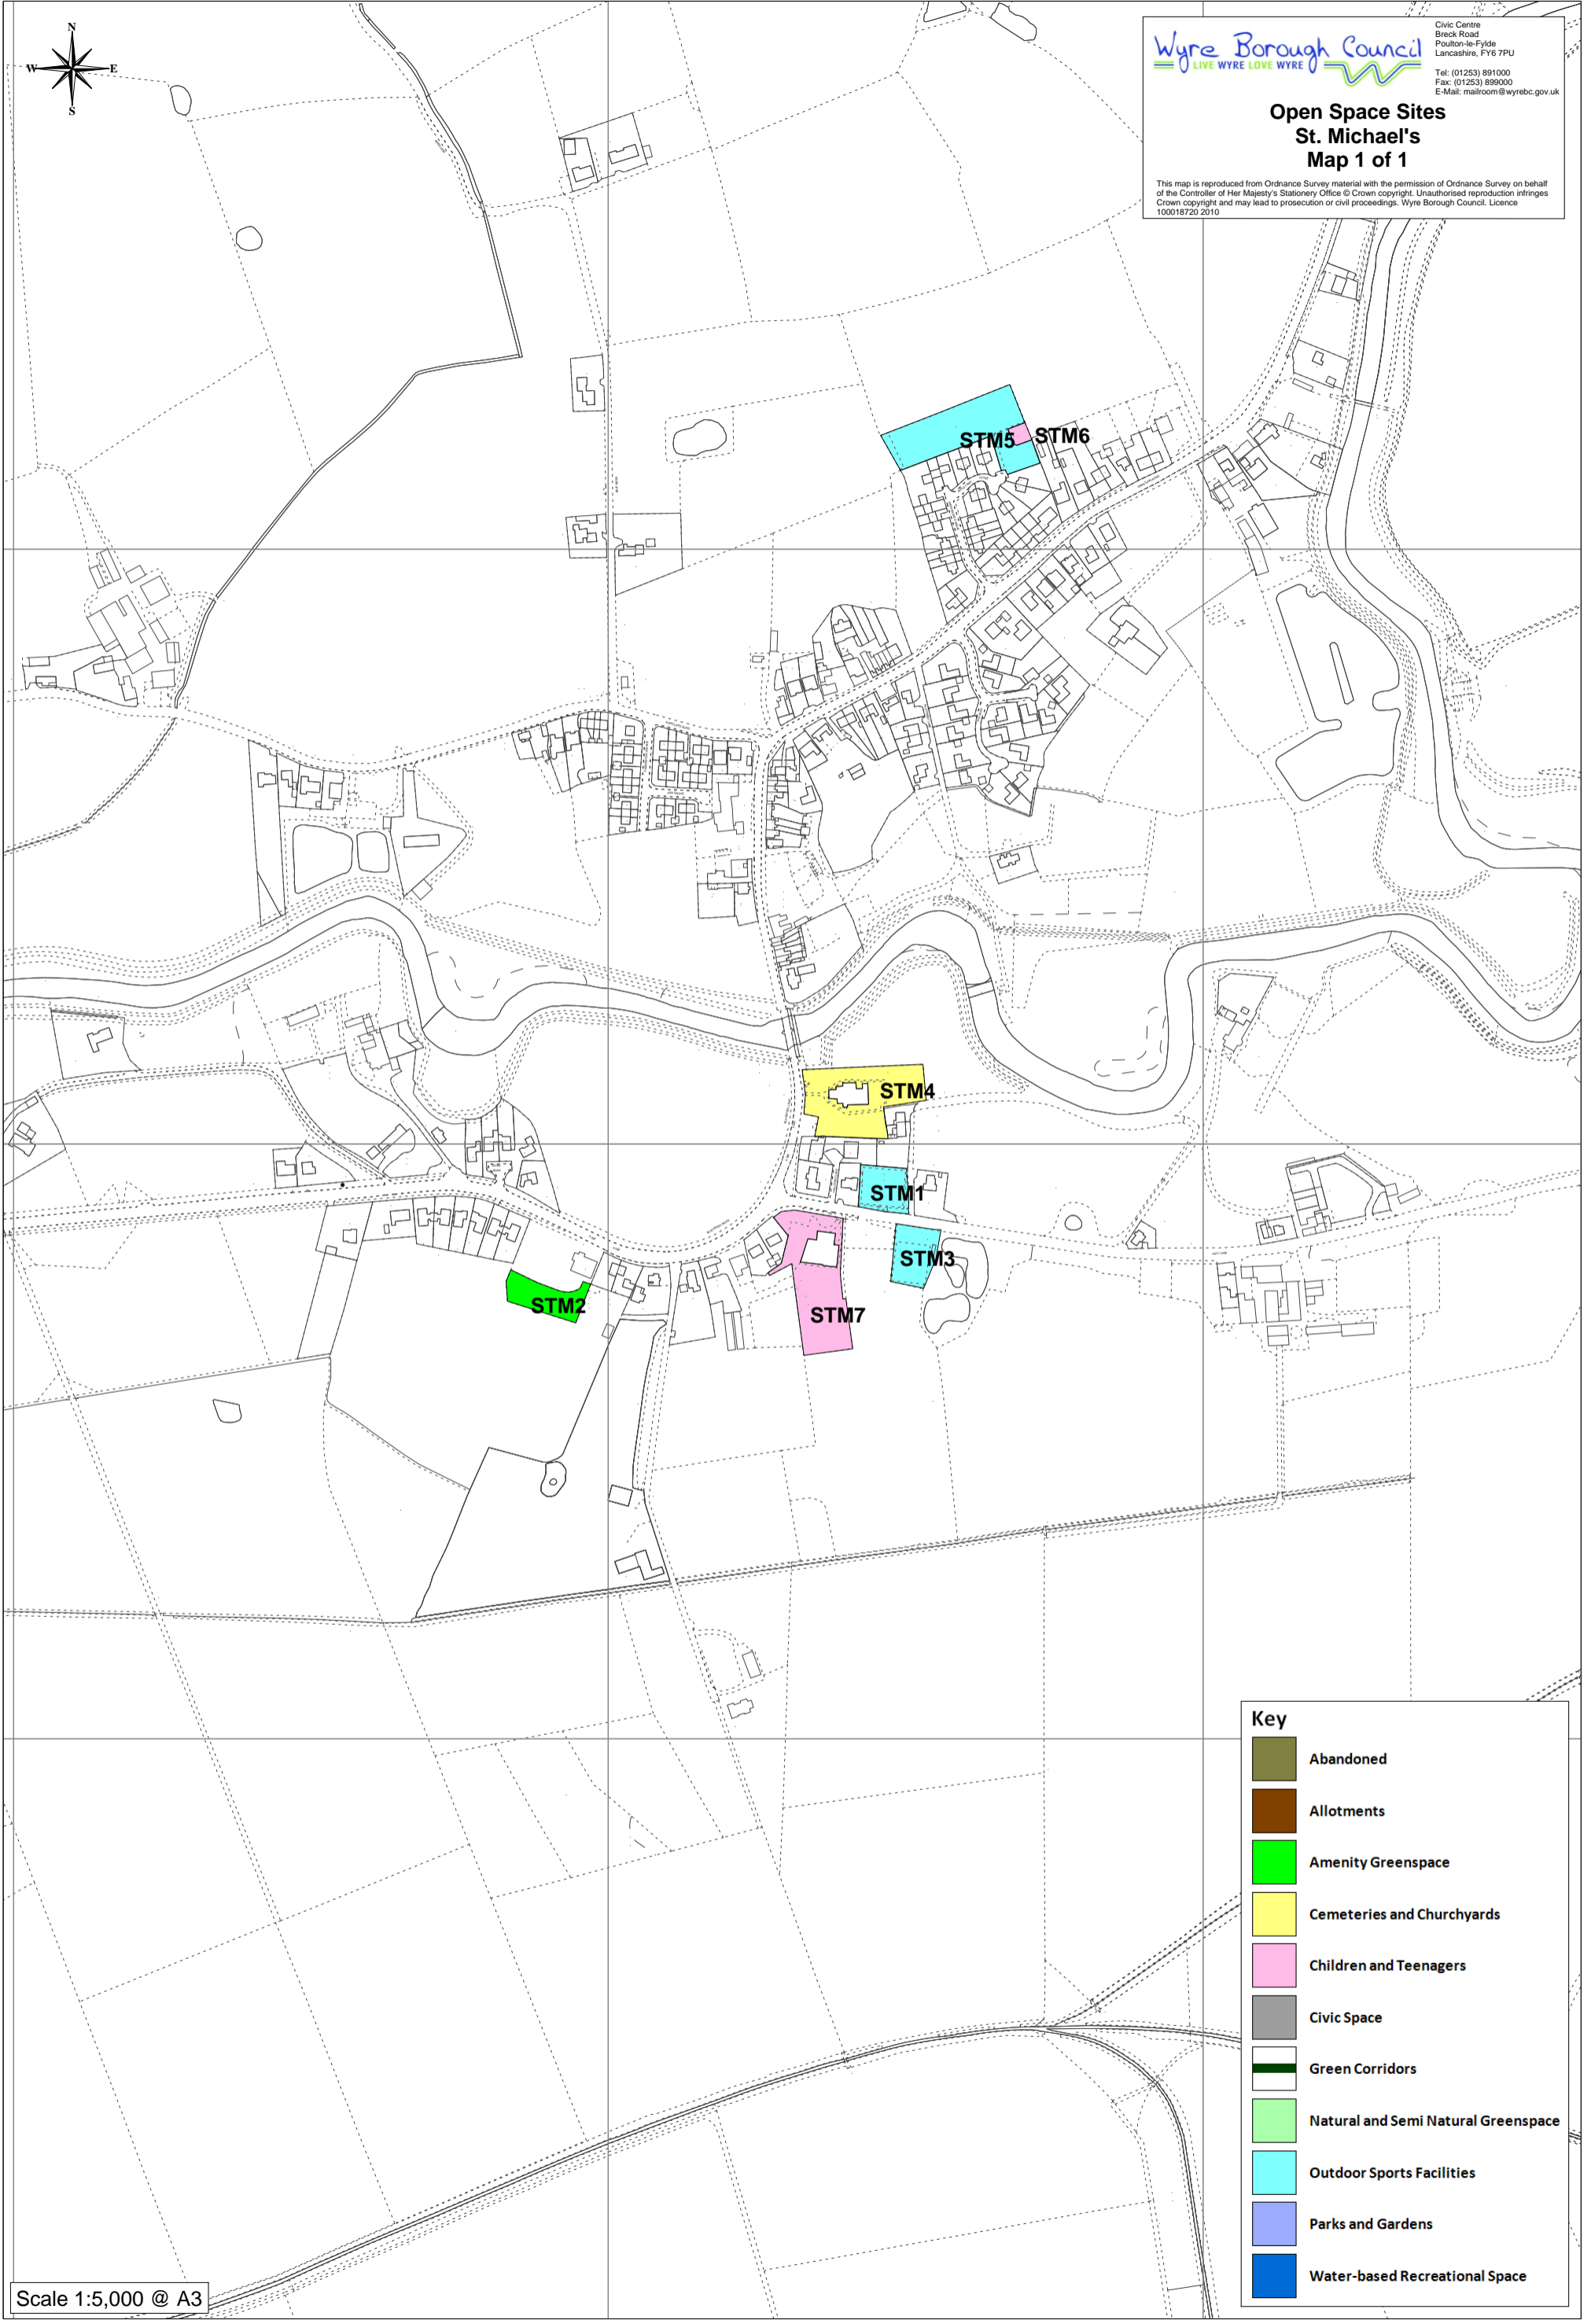 N
W E
S
Wyre Borough Council
LIVE WYRE LOVE WYRE
Civic Centre
Breck Road
Poulton-le-Fylde
Lancashire, FY6 7PU
Tel: (01253) 891000
Fax: (01253) 899000
E-Mail: mailroom@wyrebc.gov.uk
Open Space Sites
St. Michael's
Map 1 of 1
This map is reproduced from Ordnance Survey material with the permission of Ordnance Survey on behalf
of the Controller of Her Majesty's Stationery Office © Crown copyright. Unauthorised reproduction infringes
Crown copyright and may lead to prosecution or civil proceedings. Wyre Borough Council. Licence
100018720 2010
STM5 STM6
STM4
STM1
STM3
STM2
STM7
Key
Abandoned
Allotments
Amenity Greenspace
Cemeteries and Churchyards
Children and Teenagers
Civic Space
Green Corridors
Natural and Semi Natural Greenspace
Outdoor Sports Facilities
Parks and Gardens
Water-based Recreational Space
Scale 1:5,000 @ A3